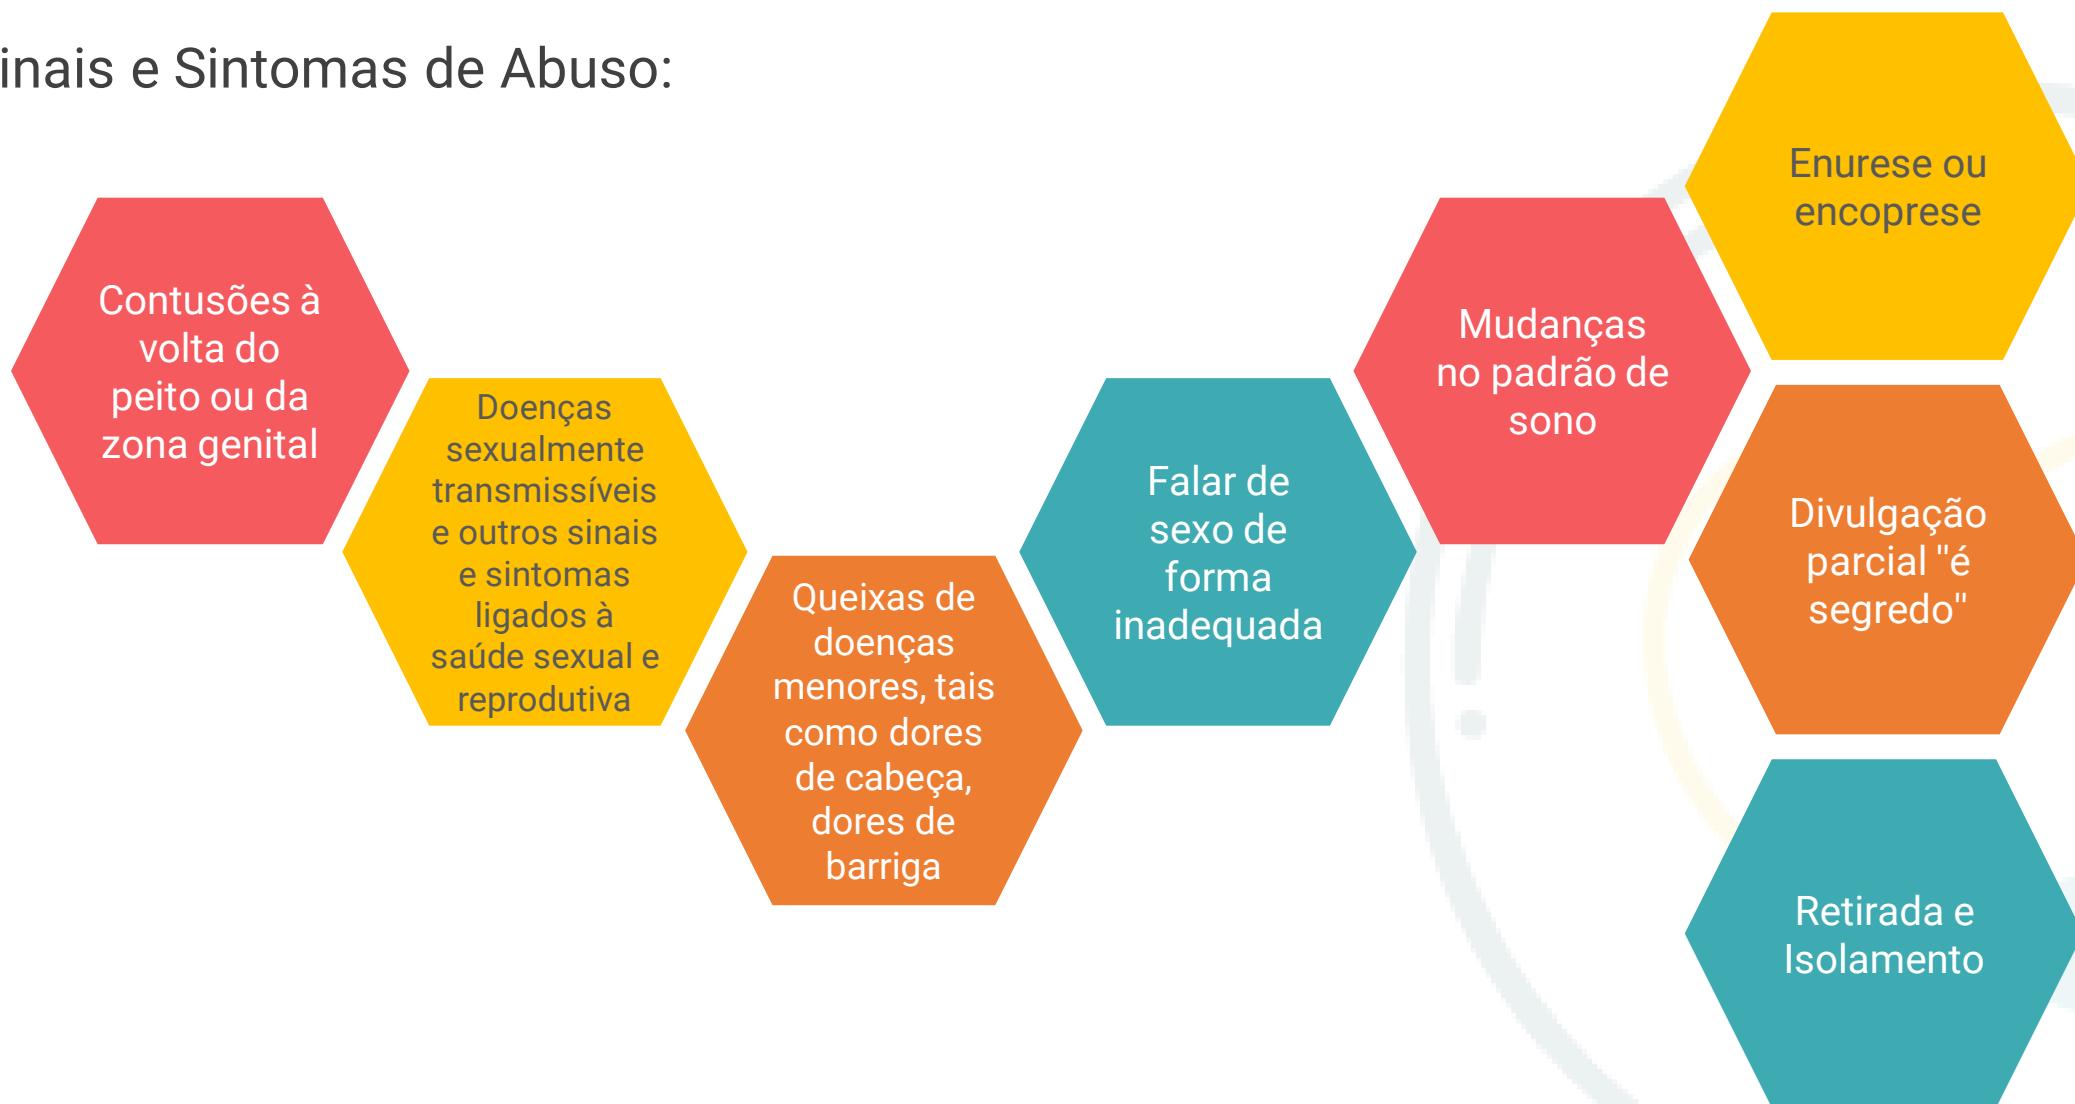 inais e Sintomas de Abuso:
Contusões à
volta do
peito ou da
zona genital
Doenças
sexualmente
transmissíveis
e outros sinais
e sintomas
ligados à
saúde sexual e
reprodutiva
Queixas de
doenças
menores, tais
como dores
de cabeça,
dores de
barriga
Falar de
sexo de
forma
inadequada
Mudanças
no padrão de
sono
Enurese ou
encoprese
Divulgação
parcial "é
segredo"
Retirada e
Isolamento